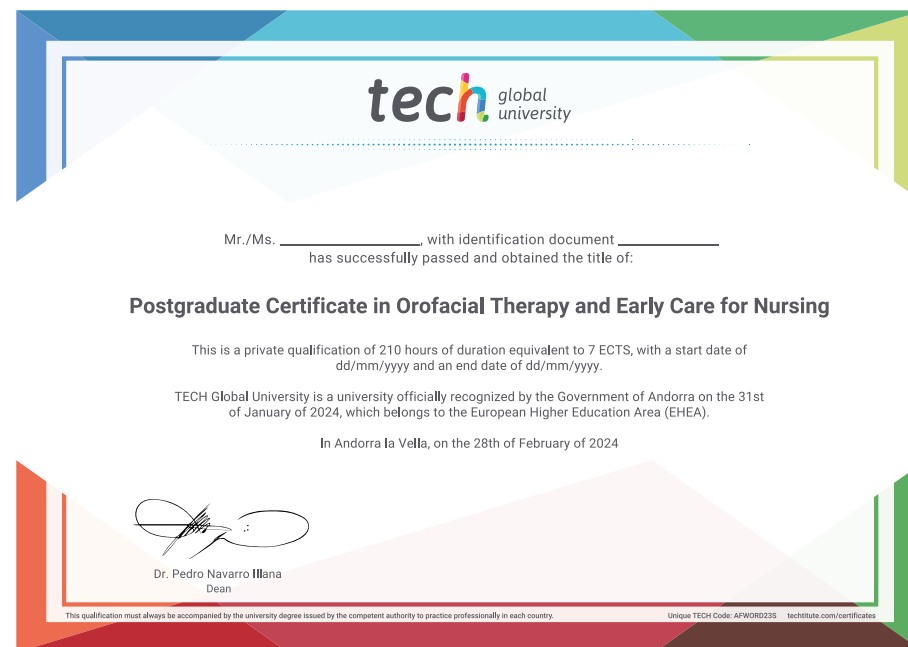 tech global university
Mr./Ms. ____________, with identification document ____________
has successfully passed and obtained the title of:
Postgraduate Certificate in Orofacial Therapy and Early Care for Nursing
This is a private qualification of 210 hours of duration equivalent to 7 ECTS, with a start date of
dd/mm/yyyy and an end date of dd/mm/yyyy.
TECH Global University is a university officially recognized by the Government of Andorra on the 31st
of January of 2024, which belongs to the European Higher Education Area (EHEA).
In Andorra la Vella, on the 28th of February of 2024
Dr. Pedro Navarro Illana
Dean
This qualification must always be accompanied by the university degree issued by the competent authority to practice professionally in each country.
Unique TECH Code: AFWORD23S techtitute.com/certificates